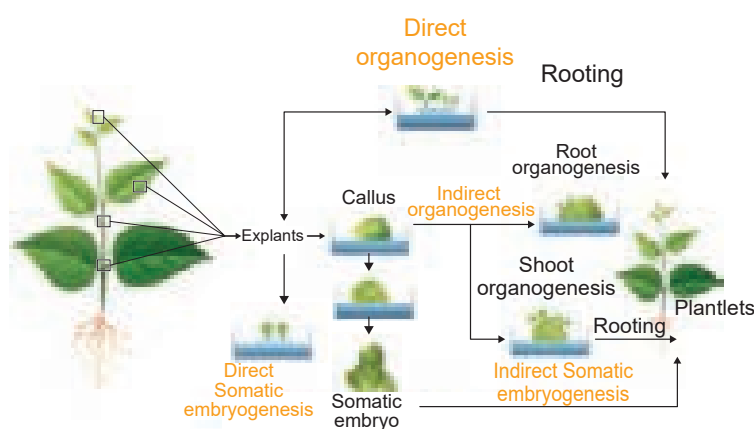 Direct
organogenesis
Rooting
Root
organogenesis
Callus
Indirect
organogenesis
Explants
Shoot
organogenesis
Plantlets
Rooting
Direct
Somatic
embryogenesis
Indirect Somatic
embryogenesis
Somatic
embryo